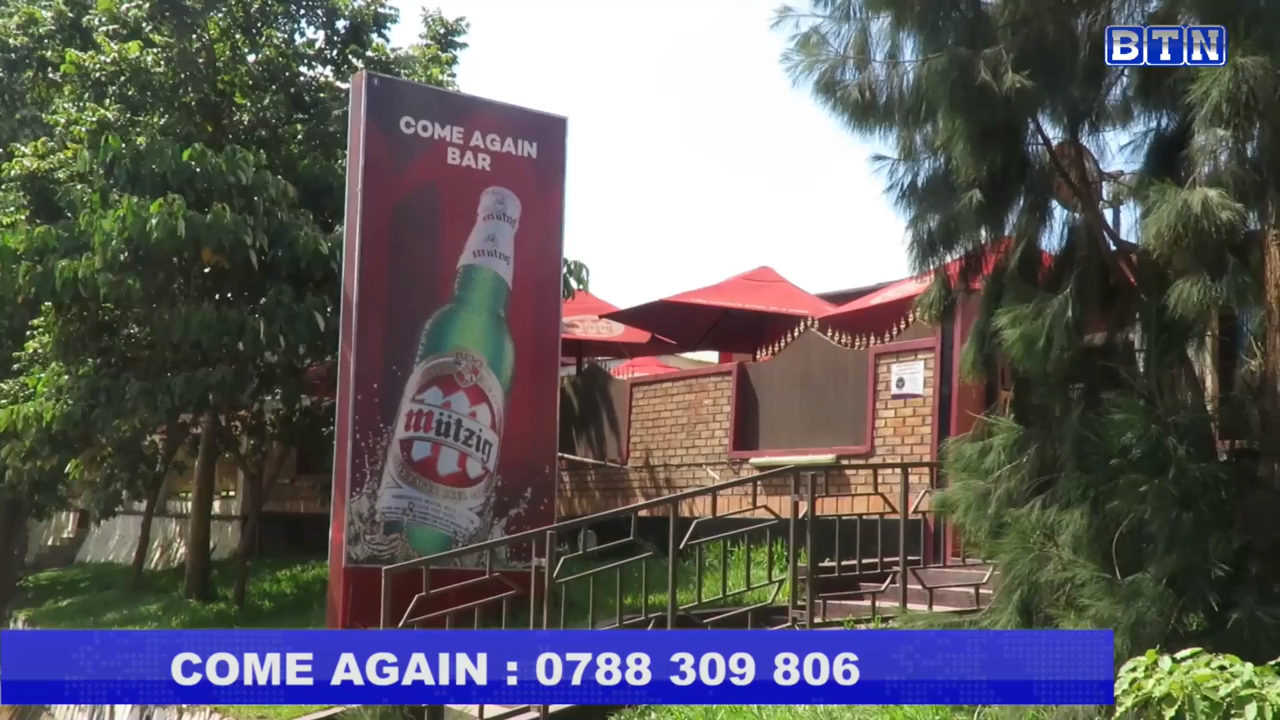 BTN
COME AGAIN
BAR
mützig
mützig
mützig
COME AGAIN : 0788 309 806